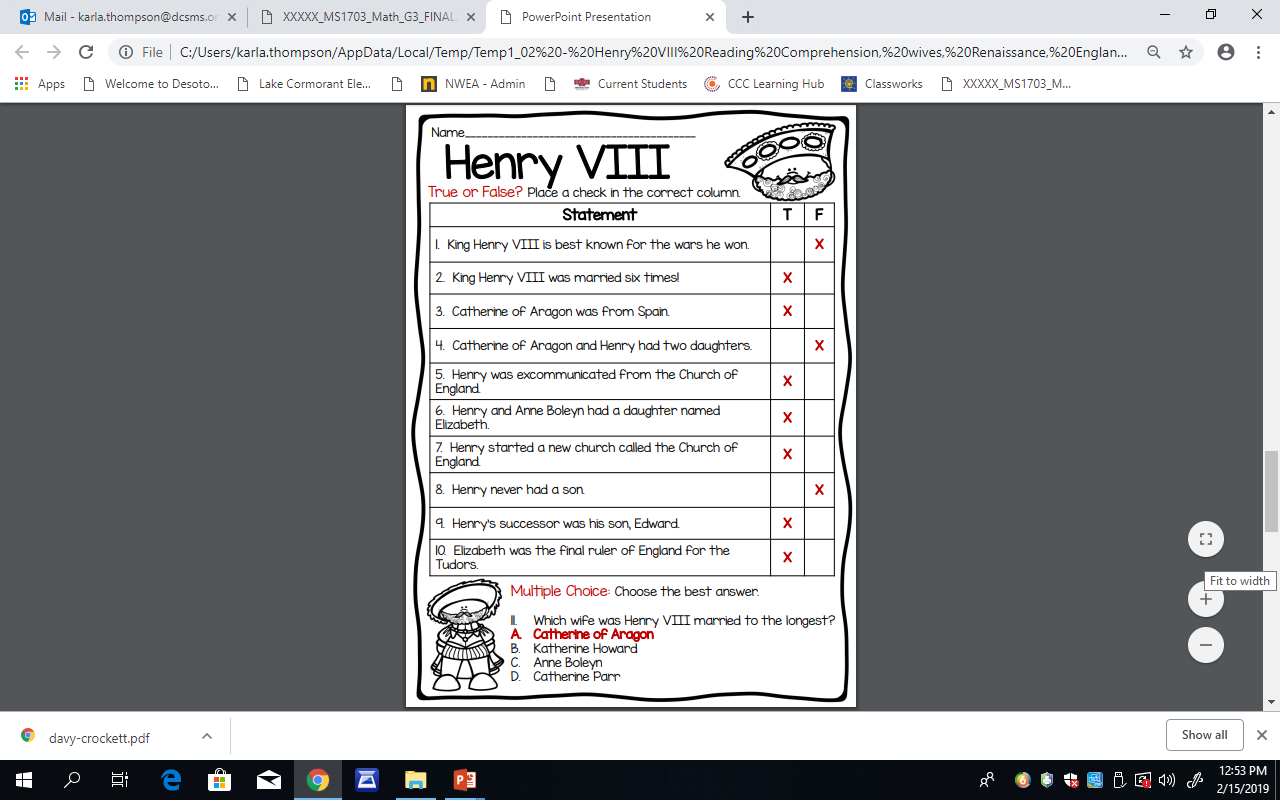 Mail - karla.thompson@dcsms.or
XXXXX_MS1703_Math_G3_FINAL
PowerPoint Presentation
File
C:/Users/karla.thompson/AppData/Local/Temp/Temp1_02%20-%20Henry%20VIII%20Reading%20Comprehension,%20wives,%20Renaissance,%20Englan...
Apps
Welcome to Desoto...
Lake Cormorant Ele...
NWEA - Admin
Current Students
CCC Learning Hub
Classworks
XXXXX_MS1703_M...
Name
Henry VIII
True or False? Place a check in the correct column.
Statement T F
1. King Henry VIII is best known for the wars he won. X
2. King Henry VIII was married six times! X
3. Catherine of Aragon was from Spain. X
4. Catherine of Aragon and Henry had two daughters. X
5. Henry was excommunicated from the Church of
England. X
6. Henry and Anne Boleyn had a daughter named
Elizabeth. X
7. Henry started a new church called the Church of
England. X
8. Henry never had a son. X
9. Henry's successor was his son, Edward. X
10. Elizabeth was the final ruler of England for the
Tudors. X
Multiple Choice: Choose the best answer.
11. Which wife was Henry VIII married to the longest?
A. Catherine of Aragon
B. Katherine Howard
C. Anne Boleyn
D. Catherine Parr
Fit to width
davy-crockett.pdf
Show all
12:53 PM
2/15/2019